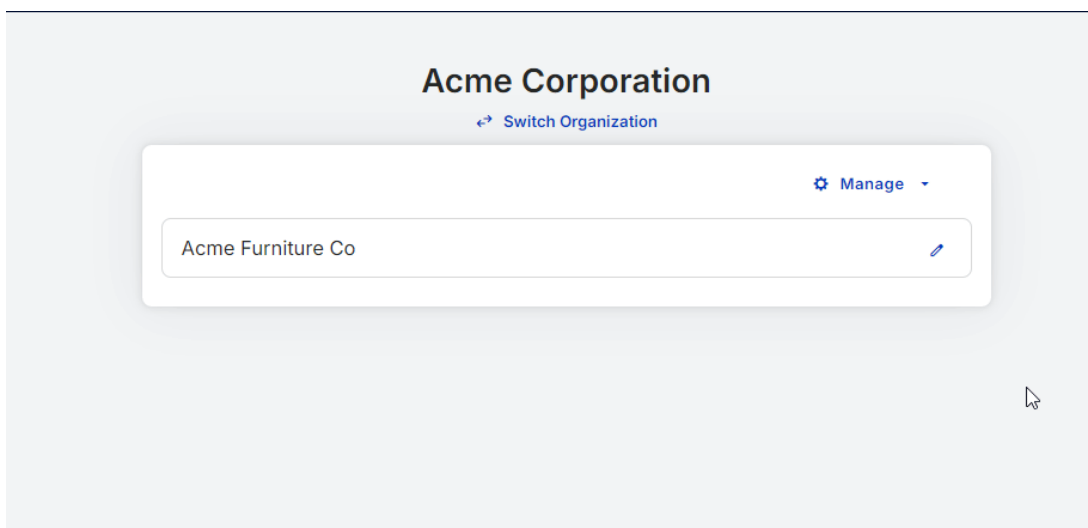 Acme Corporation
Switch Organization
Manage
Acme Furniture Co